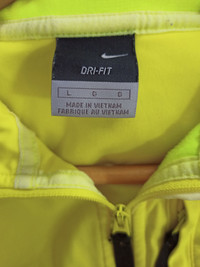 DRI-FIT
L G G
MADE IN VIETNAM
FABRIQUE AU VIETNAM